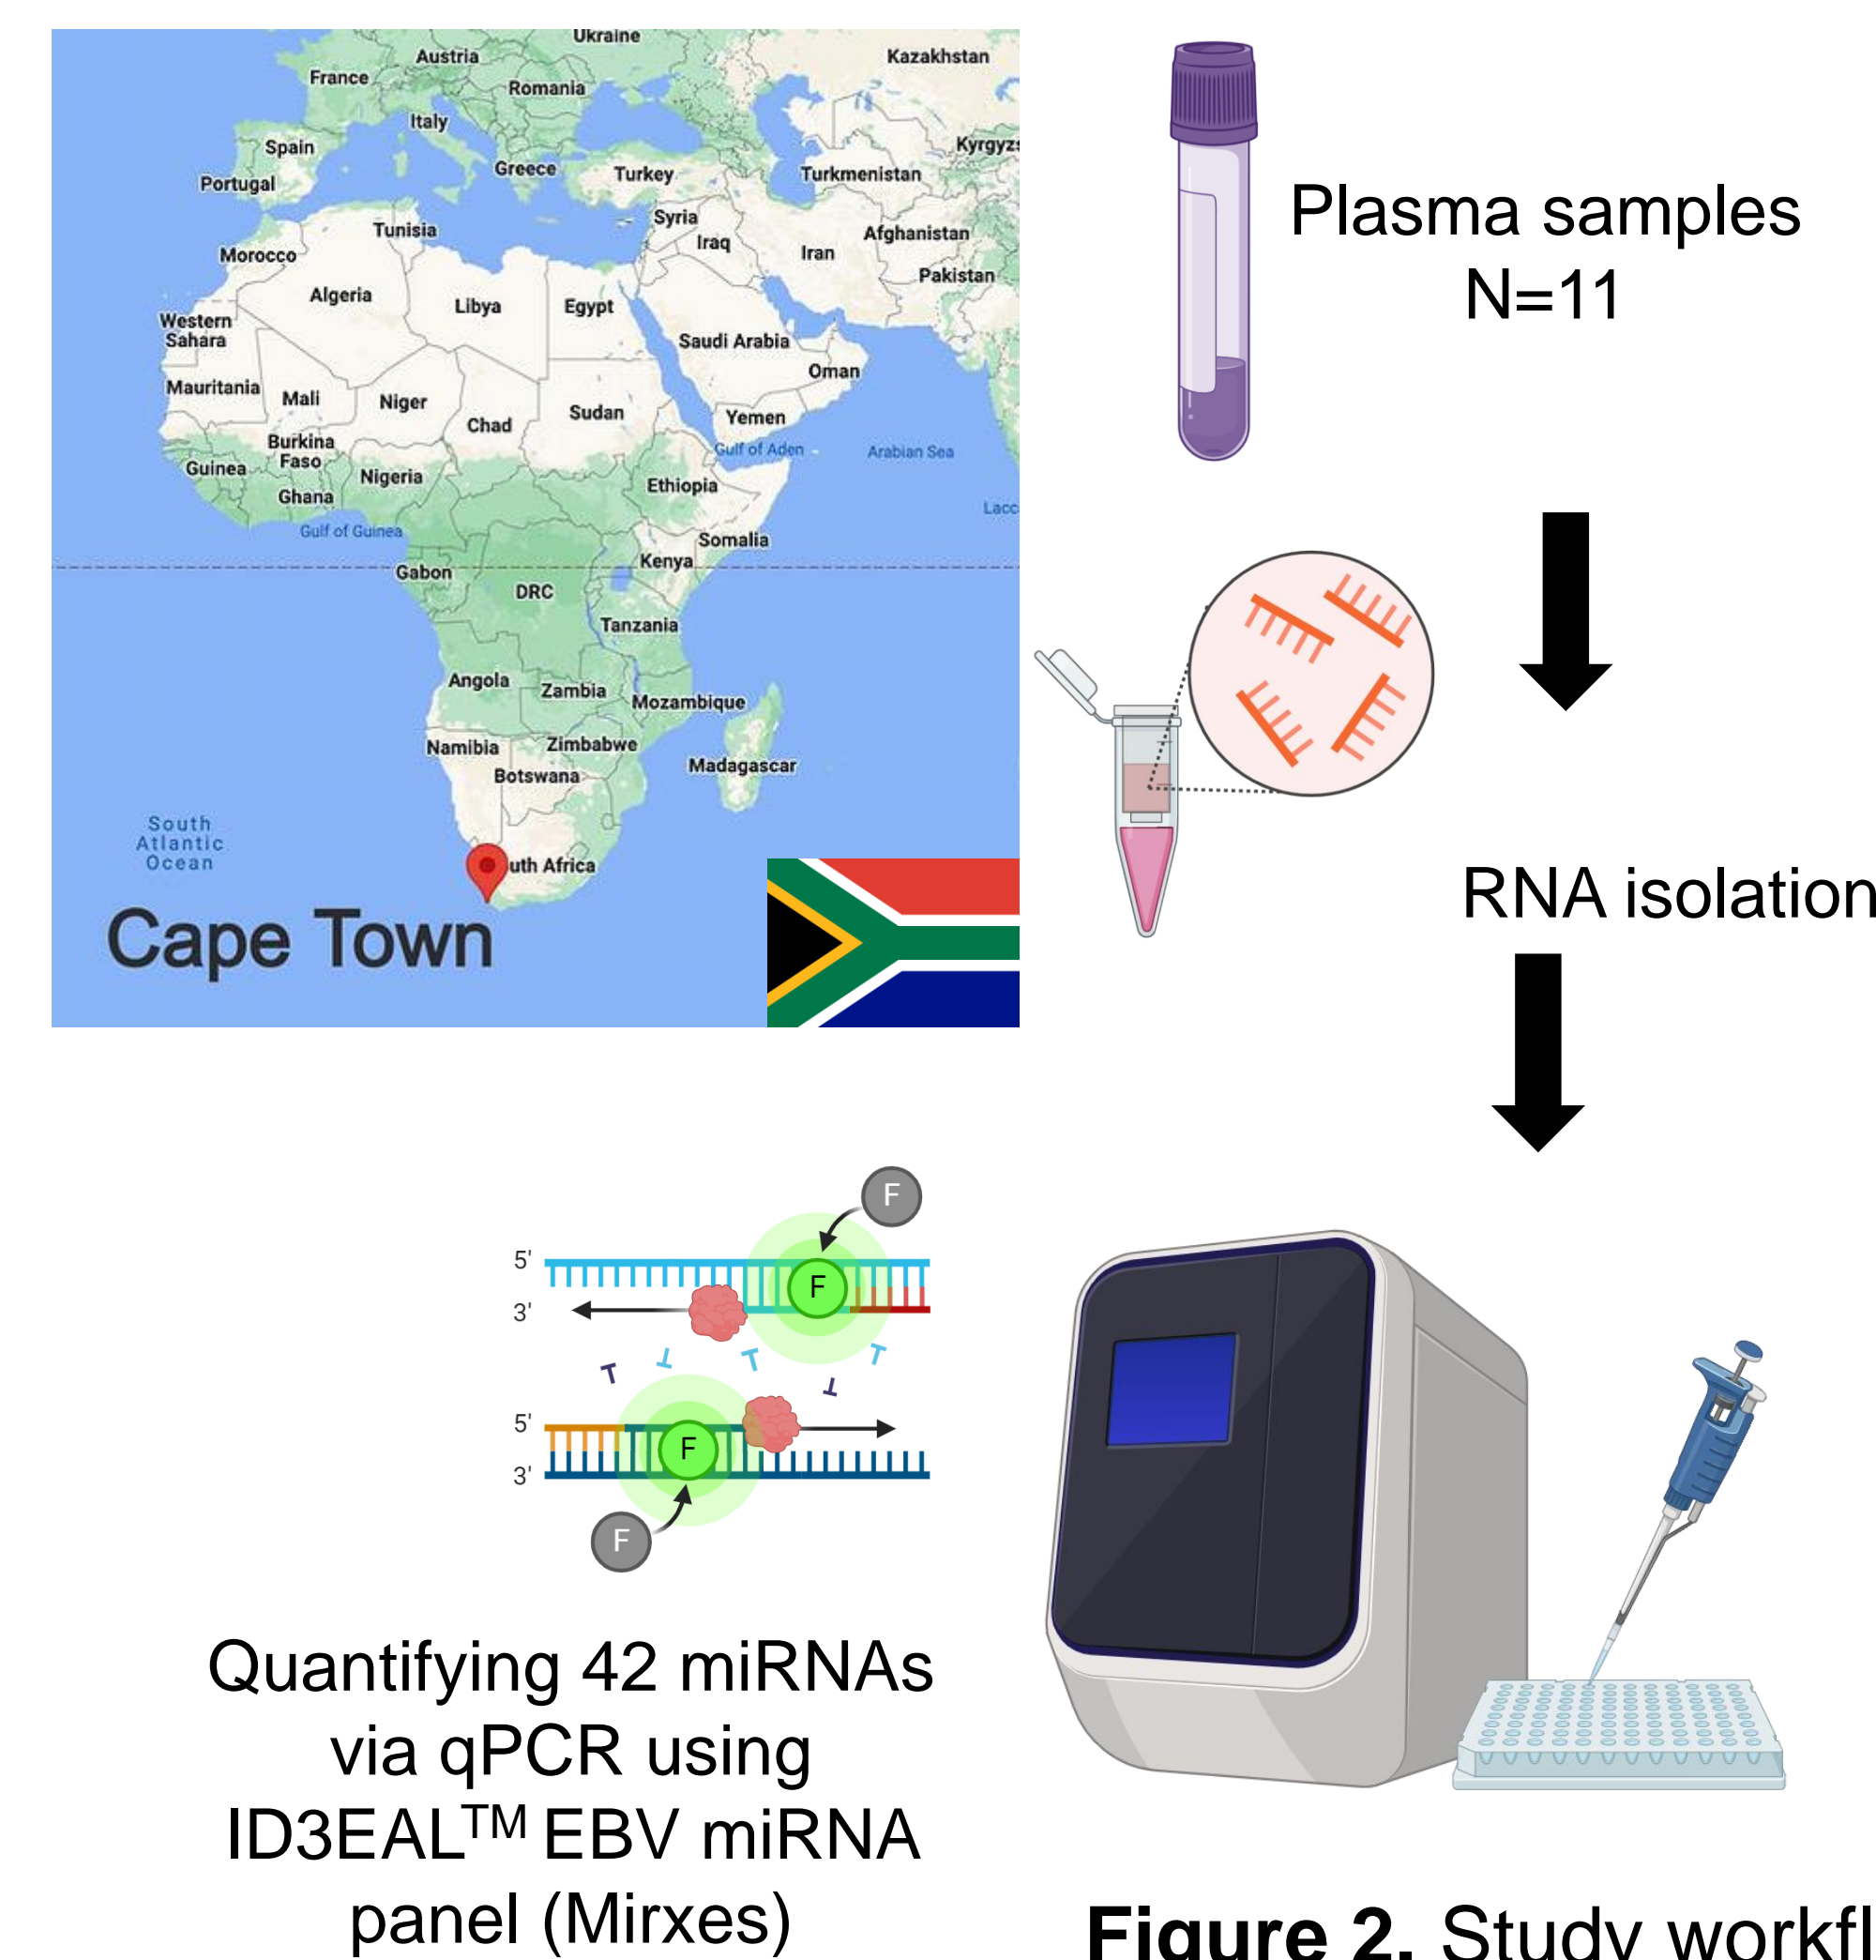 Ukraine
Austria
Kazakhstan
France
Romania
Italy
Spain
Kyrgyz
Greece
Turkey
Turkmenistan
Portugal
Syria
Tunisia
Afghanistan
Iraq
Morocco
Iran
Pakistan
Algeria
Libya
Egypt
Western
Sahara
Saudi Arabia
Oman
Mauritania
Mali
Niger
Sudan
Yemen
Chad
Burkina
Faso
Gulf of Aden
Arabian Sea
Guinea
Nigeria
Ethiopia
Ghana
Lacc
Gulf of Guinea
Somalia
Kenya
Gabon
DRC
Tanzania
Angola
Zambia
Mozambique
Namibia
Zimbabwe
Madagascar
Botswana
South
Atlantic
Ocean
uth Africa
Cape Town
Plasma samples
N=11
RNA isolation
F
5'
F
3'
5'
F
3'
F
Quantifying 42 miRNAs
via qPCR using
ID3EAL™ EBV miRNA
panel (Mirxes)
Figure 2. Study workfl